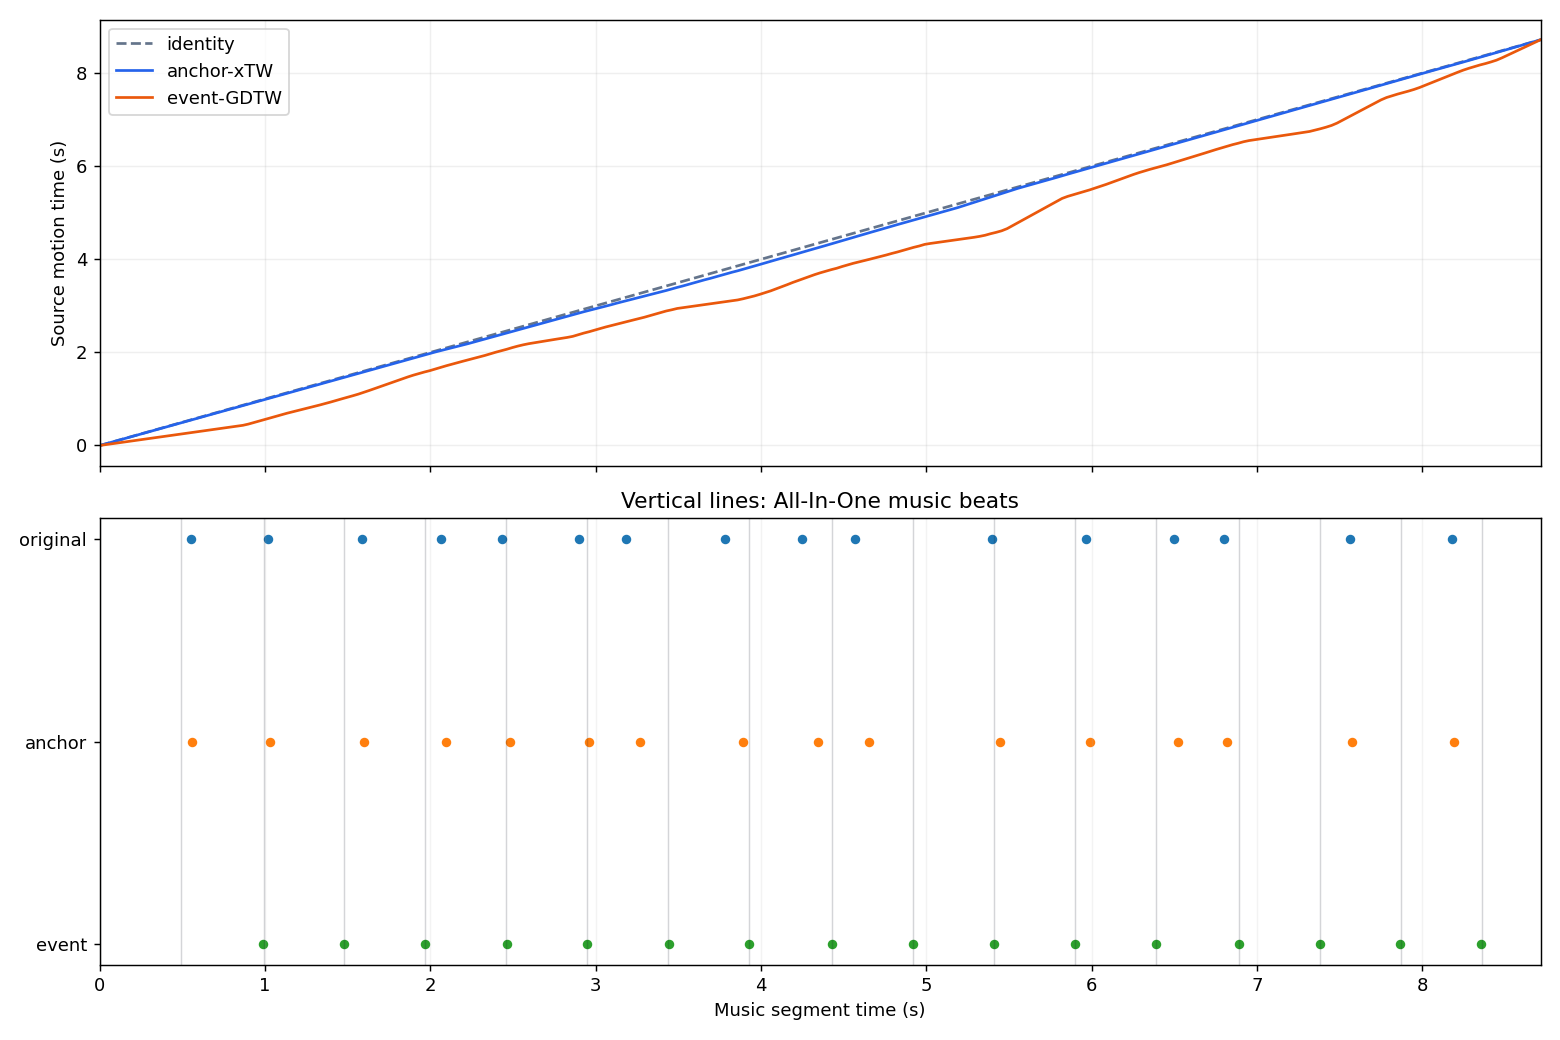 identity
anchor-xTW
event-GDTW
8
6
4
2
0
Source motion time (s)
Vertical lines: All-In-One music beats
original
anchor
event
0 1 2 3 4 5 6 7 8
Music segment time (s)